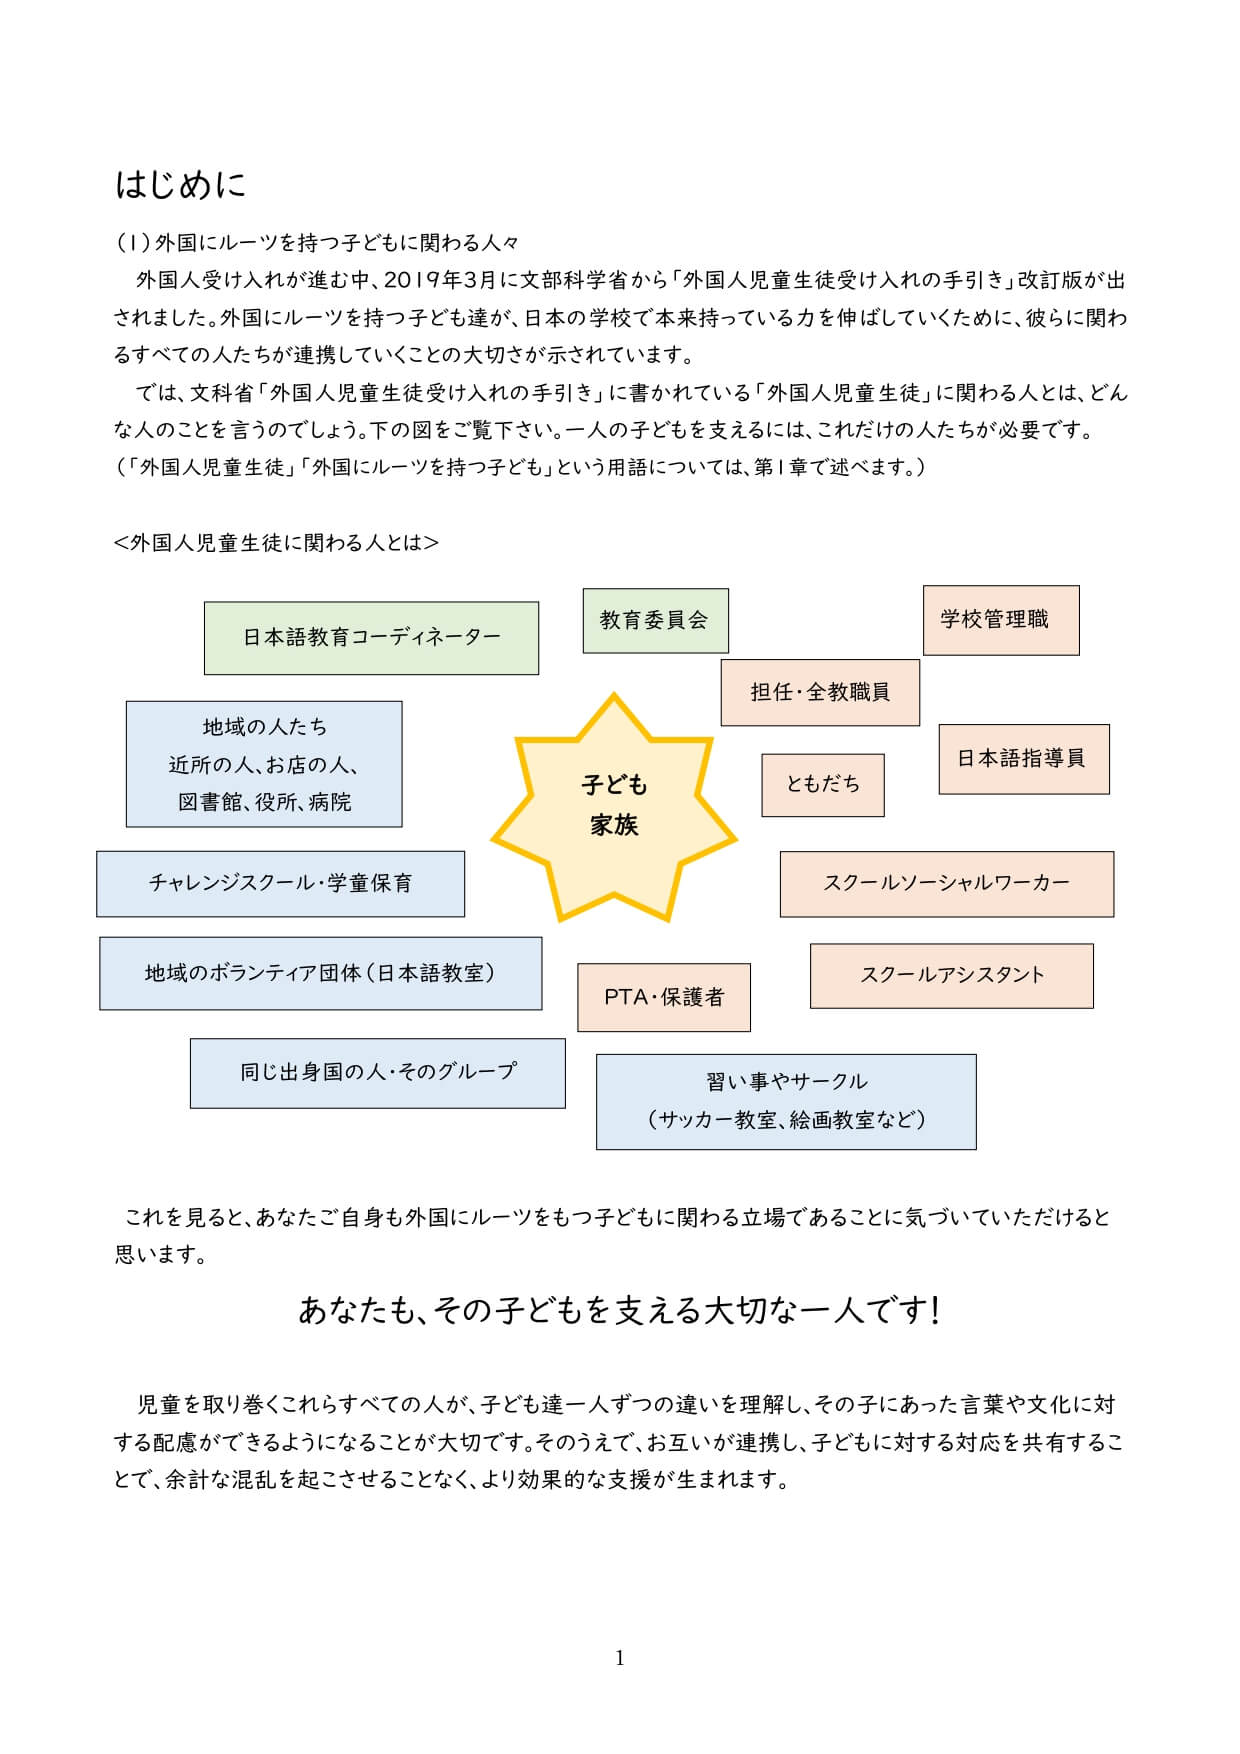 はじめに
（1）外国にルーツを持つ子どもに関わる人々
外国人受け入れが進む中、2019年3月に文部科学省から「外国人児童生徒受け入れの手引き」改訂版が出
されました。外国にルーツを持つ子ども達が、日本の学校で本来持っている力を伸ばしていくために、彼らに関わ
るすべての人たちが連携していくことの大切さが示されています。
では、文科省「外国人児童生徒受け入れの手引き」に書かれている「外国人児童生徒」に関わる人とは、どん
な人のことを言うのでしょう。下の図をご覧下さい。一人の子どもを支えるには、これだけの人たちが必要です。
（「外国人児童生徒」「外国にルーツを持つ子ども」という用語については、第1章で述べます。）
＜外国人児童生徒に関わる人とは＞
日本語教育コーディネーター
教育委員会
学校管理職
担任・全教職員
地域の人たち
近所の人、お店の人、
図書館、役所、病院
子ども
家族
ともだち
日本語指導員
チャレンジスクール・学童保育
スクールソーシャルワーカー
地域のボランティア団体（日本語教室）
PTA・保護者
スクールアシスタント
同じ出身国の人・そのグループ
習い事やサークル
（サッカー教室、絵画教室など）
これを見ると、あなたご自身も外国にルーツをもつ子どもに関わる立場であることに気づいていただけると
思います。
あなたも、その子どもを支える大切な一人です！
児童を取り巻くこれらすべての人が、子ども達一人ずつの違いを理解し、その子にあった言葉や文化に対
する配慮ができるようになることが大切です。そのうえで、お互いが連携し、子どもに対する対応を共有するこ
とで、余計な混乱を起こさせることなく、より効果的な支援が生まれます。
1